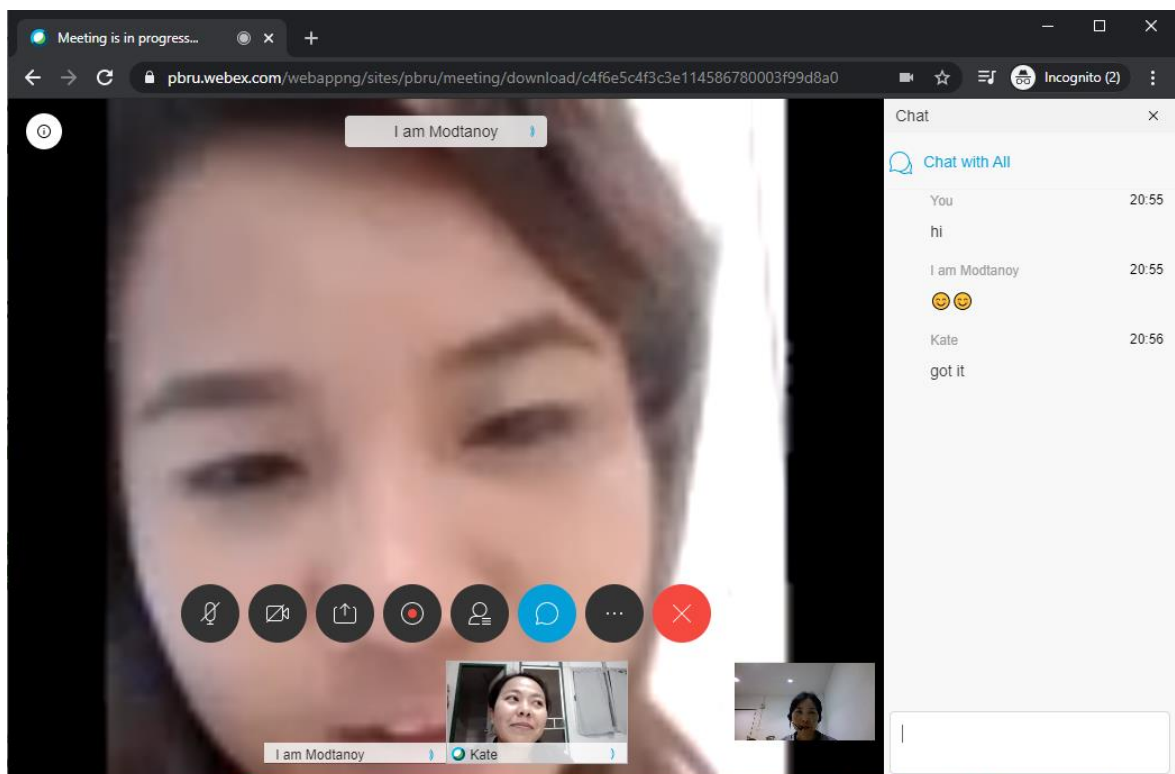 Meeting is in progress...
pbru.webex.com/webappng/sites/pbru/meeting/download/c4f6e5c4f3c3e114586780003f99d8a0
Incognito (2)
I am Modtanoy
Chat
Chat with All
You 20:55
hi
I am Modtanoy 20:55
😊😊
Kate 20:56
got it
I am Modtanoy
Kate